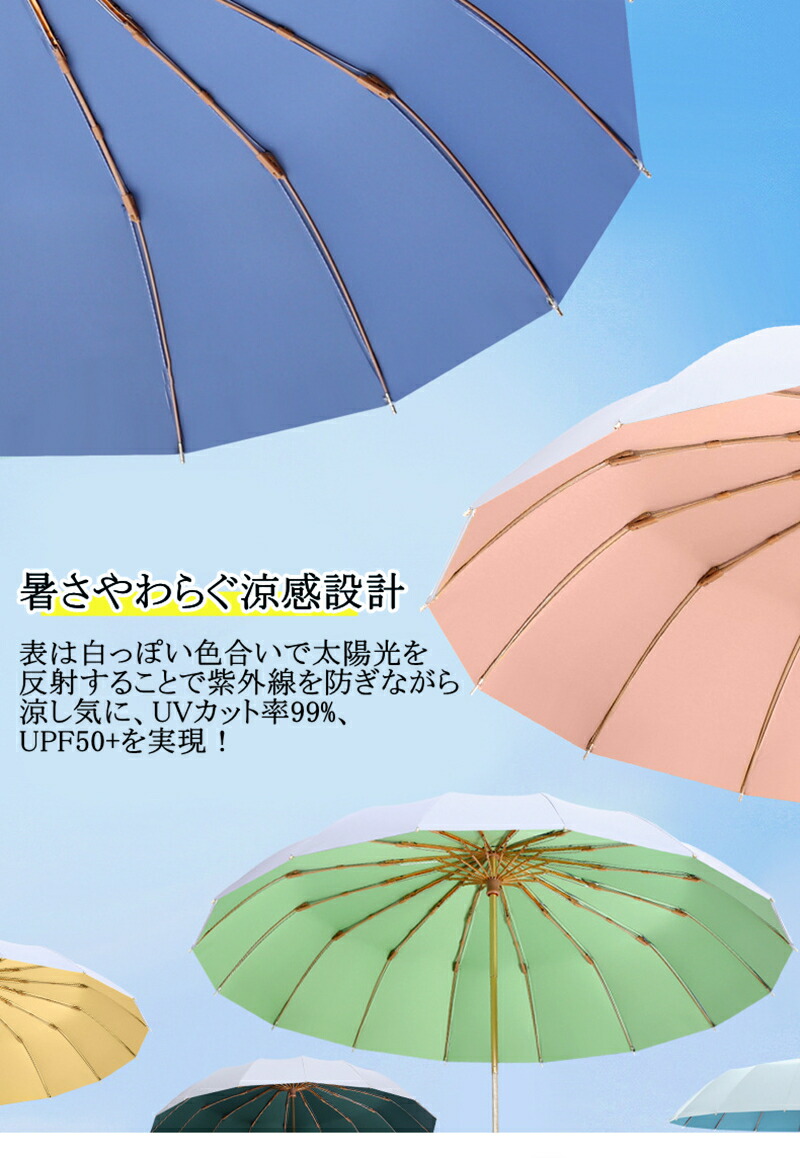 暑さやわらぐ涼感設計
表は白っぽい色合いで太陽光を
反射することで紫外線を防ぎながら
涼し気に、UVカット率99%、
UPF50+を実現！